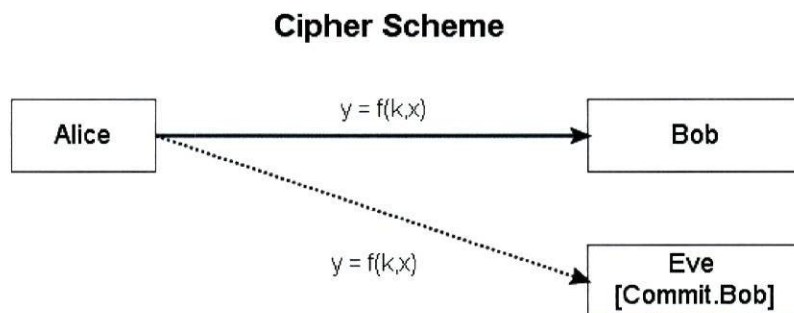 Cipher Scheme
y = f(k,x)
Alice
Bob
y = f(k,x)
Eve
[Commit.Bob]